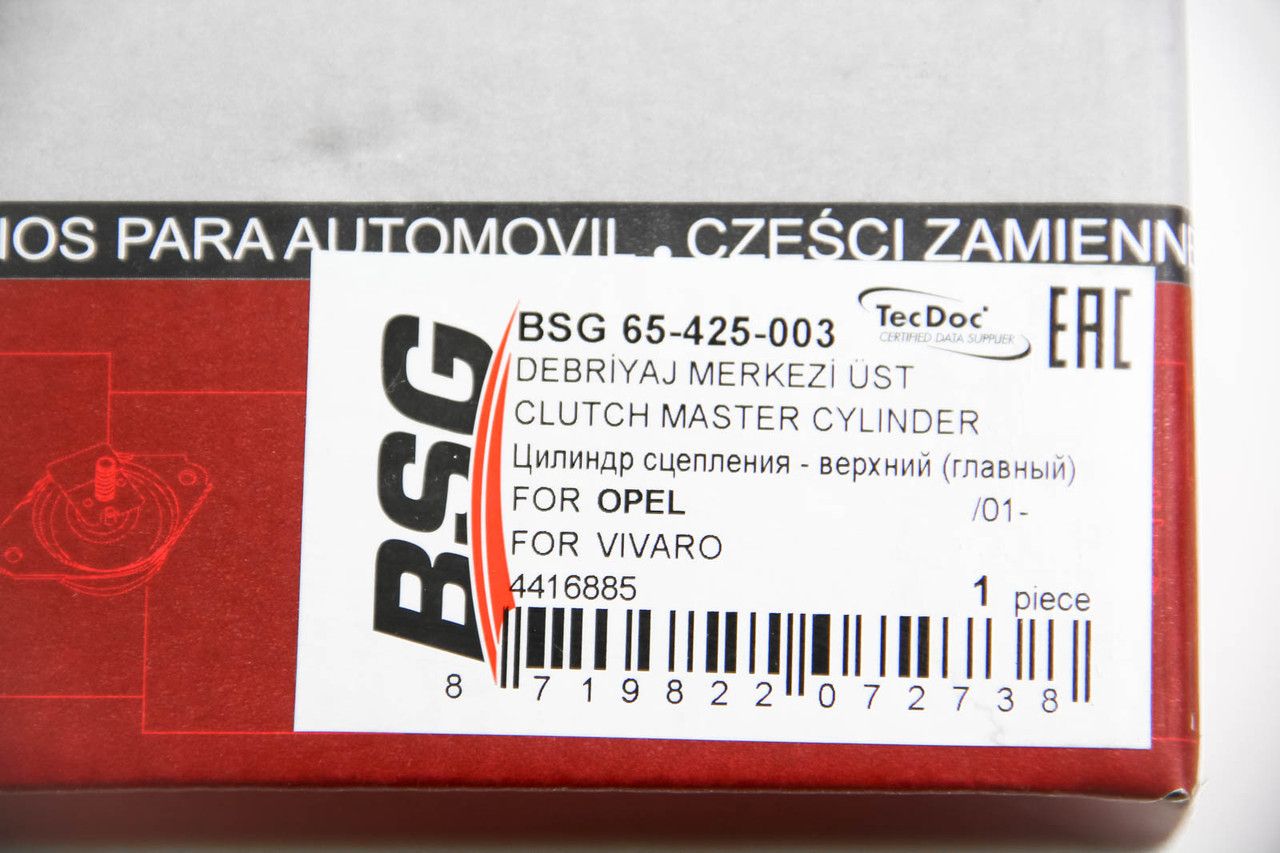 IOS PARA AUTOMOVIL . CZĘŚCI ZAMIENNE
BSG
BSG 65-425-003
TecDoc
CERTIFIED DATA SUPPLIER
EAC
DEBRİYAJ MERKEZİ ÜST
CLUTCH MASTER CYLINDER
Цилиндр сцепления - верхний (главный)
FOR OPEL /01-
FOR VIVARO
4416885 1 piece
8 719822 072738